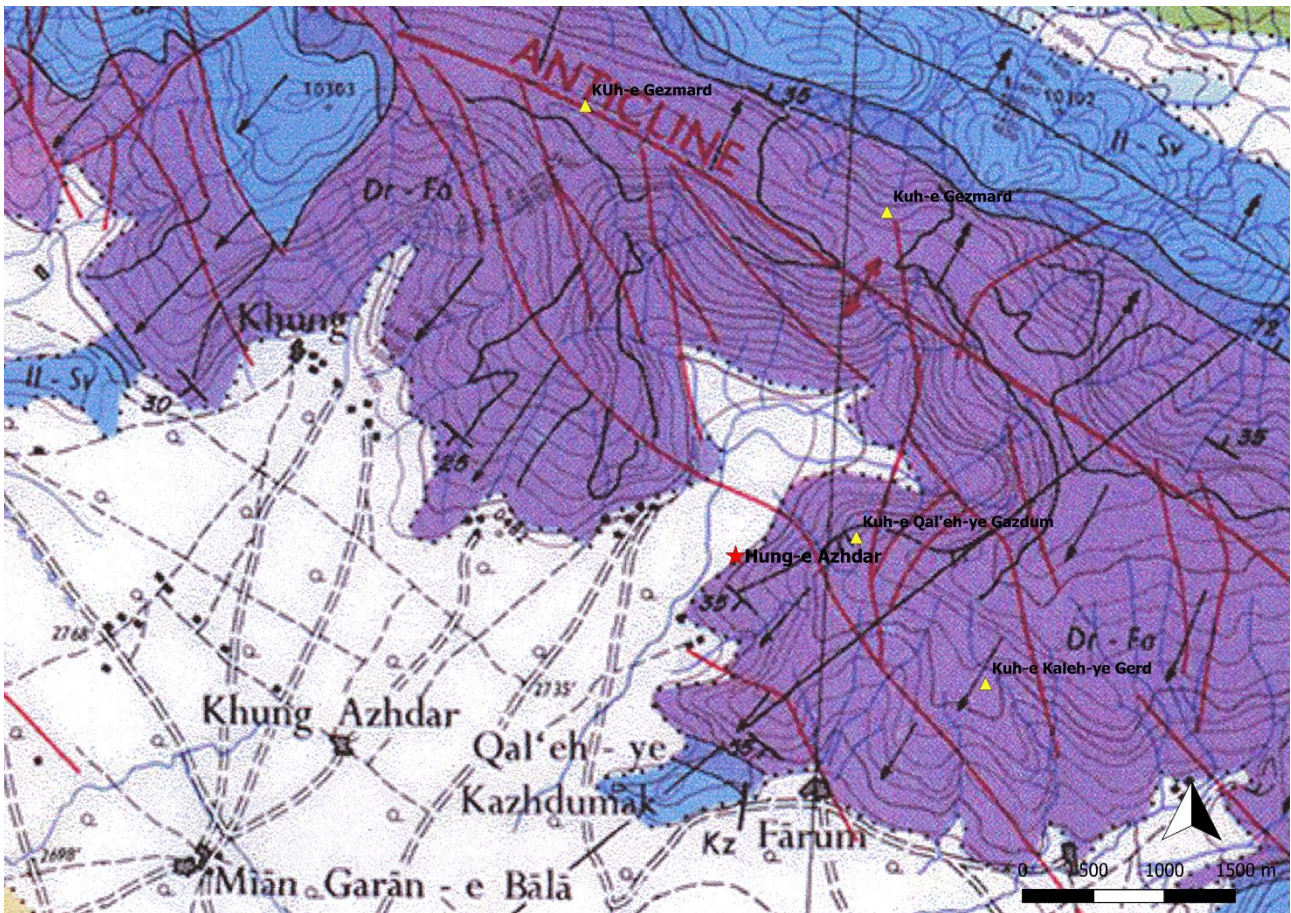 ANTICLINE
KUh-e Gezmard
35
10303
10302
Il - Sv
Dr - Fa
Kuh-e Gezmard
Khung
72
Il - Sv
30
35
25
Kuh-e Qal'eh-ye Gazdum
Hung-e Azhdar
35
2768'
Dr - Fa
Kuh-e Kaleh-ye Gerd
2735'
Khung Azhdar
Qal‘eh - ye
Kazhdumak
35
Kz
Fārum
2698'
Miān Garān - e Bālā
0 500 1000 1500 m